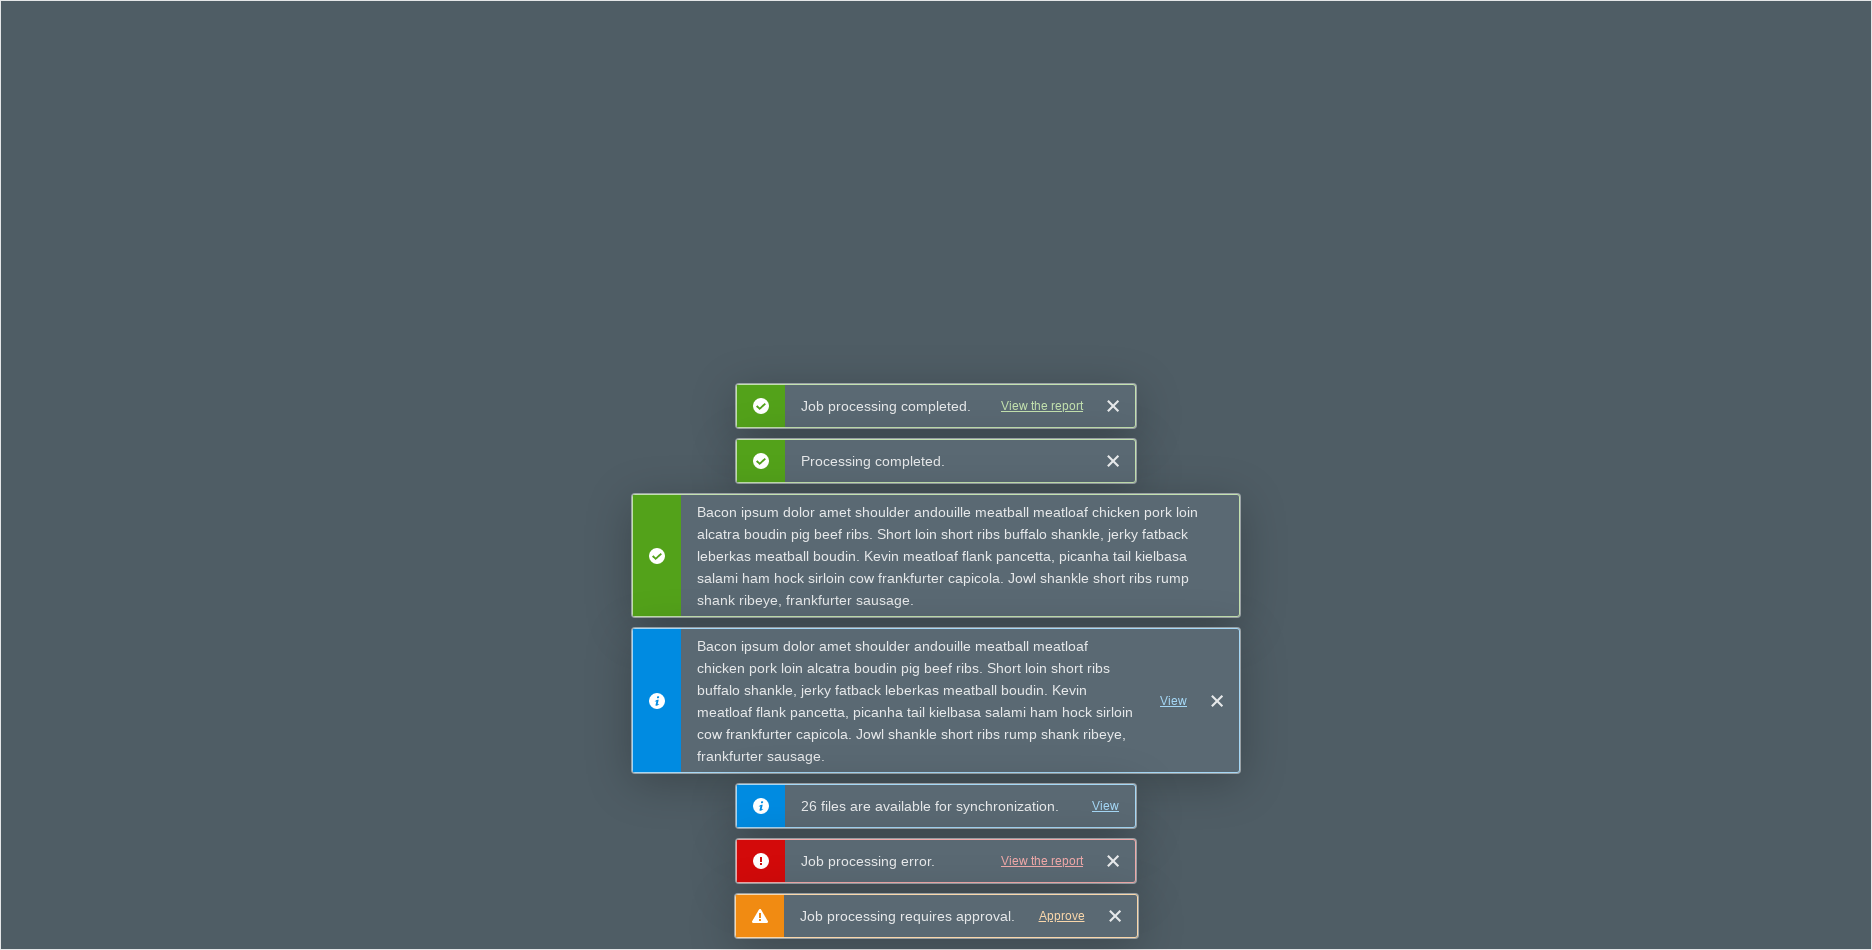 Job processing completed. View the report
Processing completed.
Bacon ipsum dolor amet shoulder andouille meatball meatloaf chicken pork loin
alcatra boudin pig beef ribs. Short loin short ribs buffalo shankle, jerky fatback
leberkas meatball boudin. Kevin meatloaf flank pancetta, picanha tail kielbasa
salami ham hock sirloin cow frankfurter capicola. Jowl shankle short ribs rump
shank ribeye, frankfurter sausage.
Bacon ipsum dolor amet shoulder andouille meatball meatloaf
chicken pork loin alcatra boudin pig beef ribs. Short loin short ribs
buffalo shankle, jerky fatback leberkas meatball boudin. Kevin
meatloaf flank pancetta, picanha tail kielbasa salami ham hock sirloin
cow frankfurter capicola. Jowl shankle short ribs rump shank ribeye,
frankfurter sausage.
View
26 files are available for synchronization. View
Job processing error. View the report
Job processing requires approval. Approve